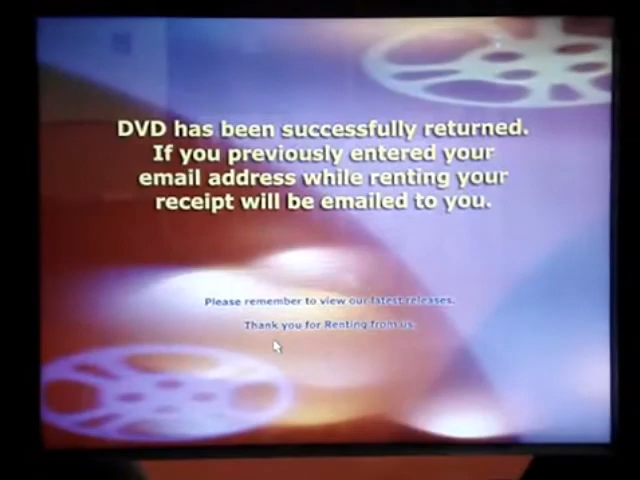 DVD has been successfully returned.
If you previously entered your
email address while renting your
receipt will be emailed to you.
Please remember to view our latest releases.
Thank you for Renting from us.